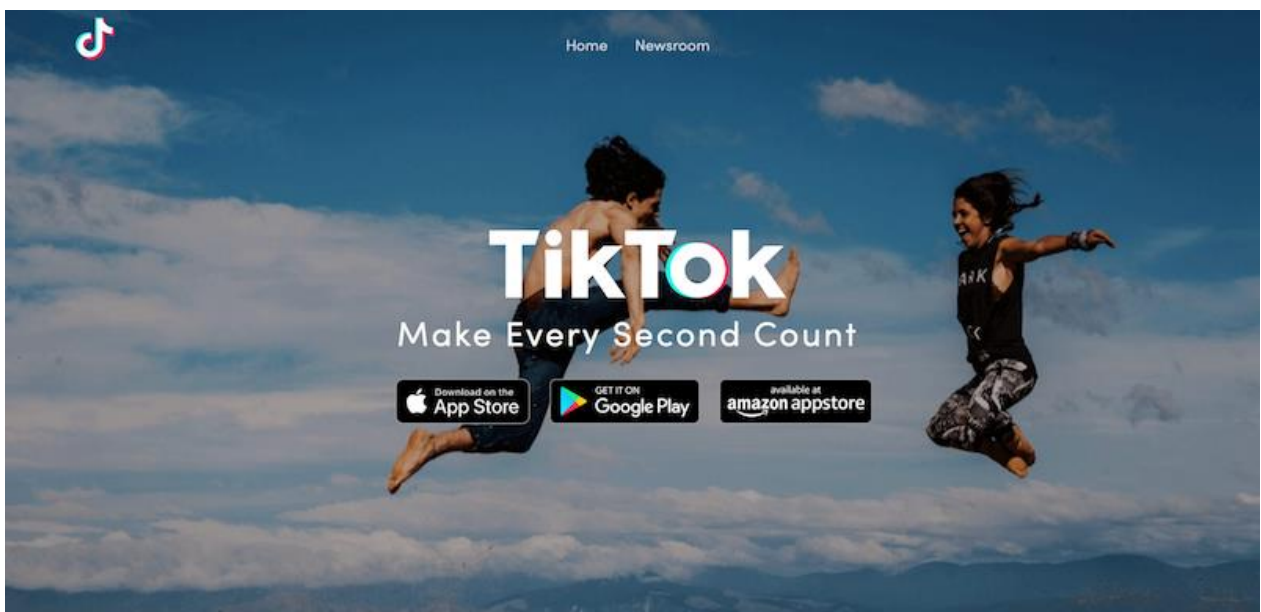 Home Newsroom
TikTok
Make Every Second Count
Download on the
App Store
GET IT ON
Google Play
available at
amazon appstore